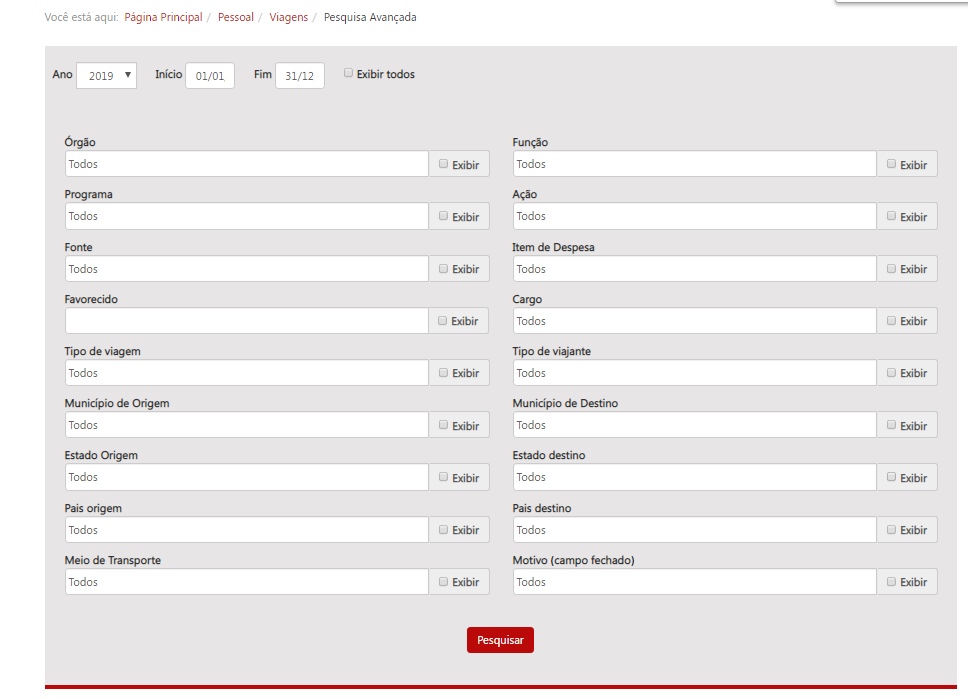 Você está aqui: Página Principal / Pessoal / Viagens / Pesquisa Avançada
Ano 2019 Início 01/01, Fim 31/12 Exibir todos
Órgão Função
Todos Exibir Todos Exibir
Programa Ação
Todos Exibir Todos Exibir
Fonte Item de Despesa
Todos Exibir Todos Exibir
Favorecido Cargo
Exibir Todos Exibir
Tipo de viagem Tipo de viajante
Todos Exibir Todos Exibir
Município de Origem Município de Destino
Todos Exibir Todos Exibir
Estado Origem Estado destino
Todos Exibir Todos Exibir
Pais origem Pais destino
Todos Exibir Todos Exibir
Meio de Transporte Motivo (campo fechado)
Todos Exibir Todos Exibir
Pesquisar